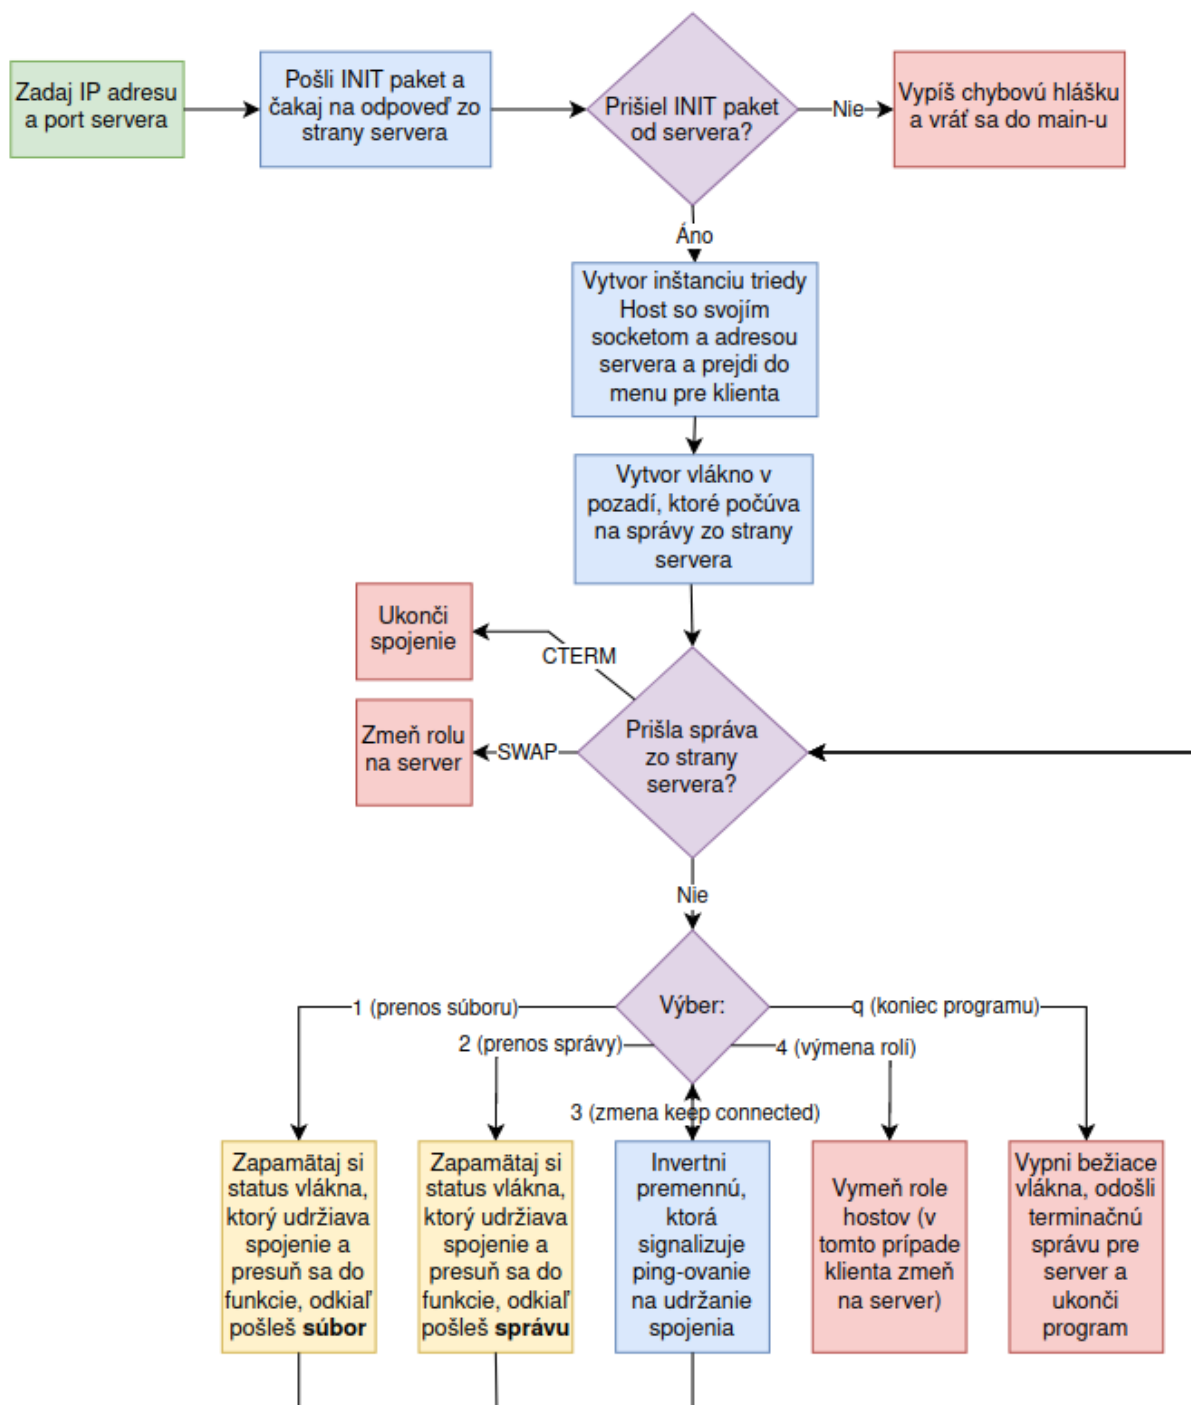 Zadaj IP adresu
a port servera
Pošli INIT paket a
čakaj na odpoveď zo
strany servera
Prišiel INIT paket
od servera?
Nie
Vypíš chybovú hlášku
a vráť sa do main-u
Áno
Vytvor inštanciu triedy
Host so svojím
socketom a adresou
servera a prejdi do
menu pre klienta
Vytvor vlákno v
pozadí, ktoré počúva
na správy zo strany
servera
Ukonči
spojenie
CTERM
Zmeň rolu
na server
SWAP
Prišla správa
zo strany
servera?
Nie
Výber:
1 (prenos súboru)
q (koniec programu)
2 (prenos správy)
4 (výmena rolí)
3 (zmena keep connected)
Zapamätaj si
status vlákna,
ktorý udržiava
spojenie a
presuň sa do
funkcie, odkiaľ
pošleš súbor
Zapamätaj si
status vlákna,
ktorý udržiava
spojenie a
presuň sa do
funkcie, odkiaľ
pošleš správu
Invertni
premennú,
ktorá
signalizuje
ping-ovanie
na udržanie
spojenia
Vymeň role
hostov (v
tomto prípade
klienta zmeň
na server)
Vypni bežiace
vlákna, odošli
terminačnú
správu pre
server a
ukonči
program